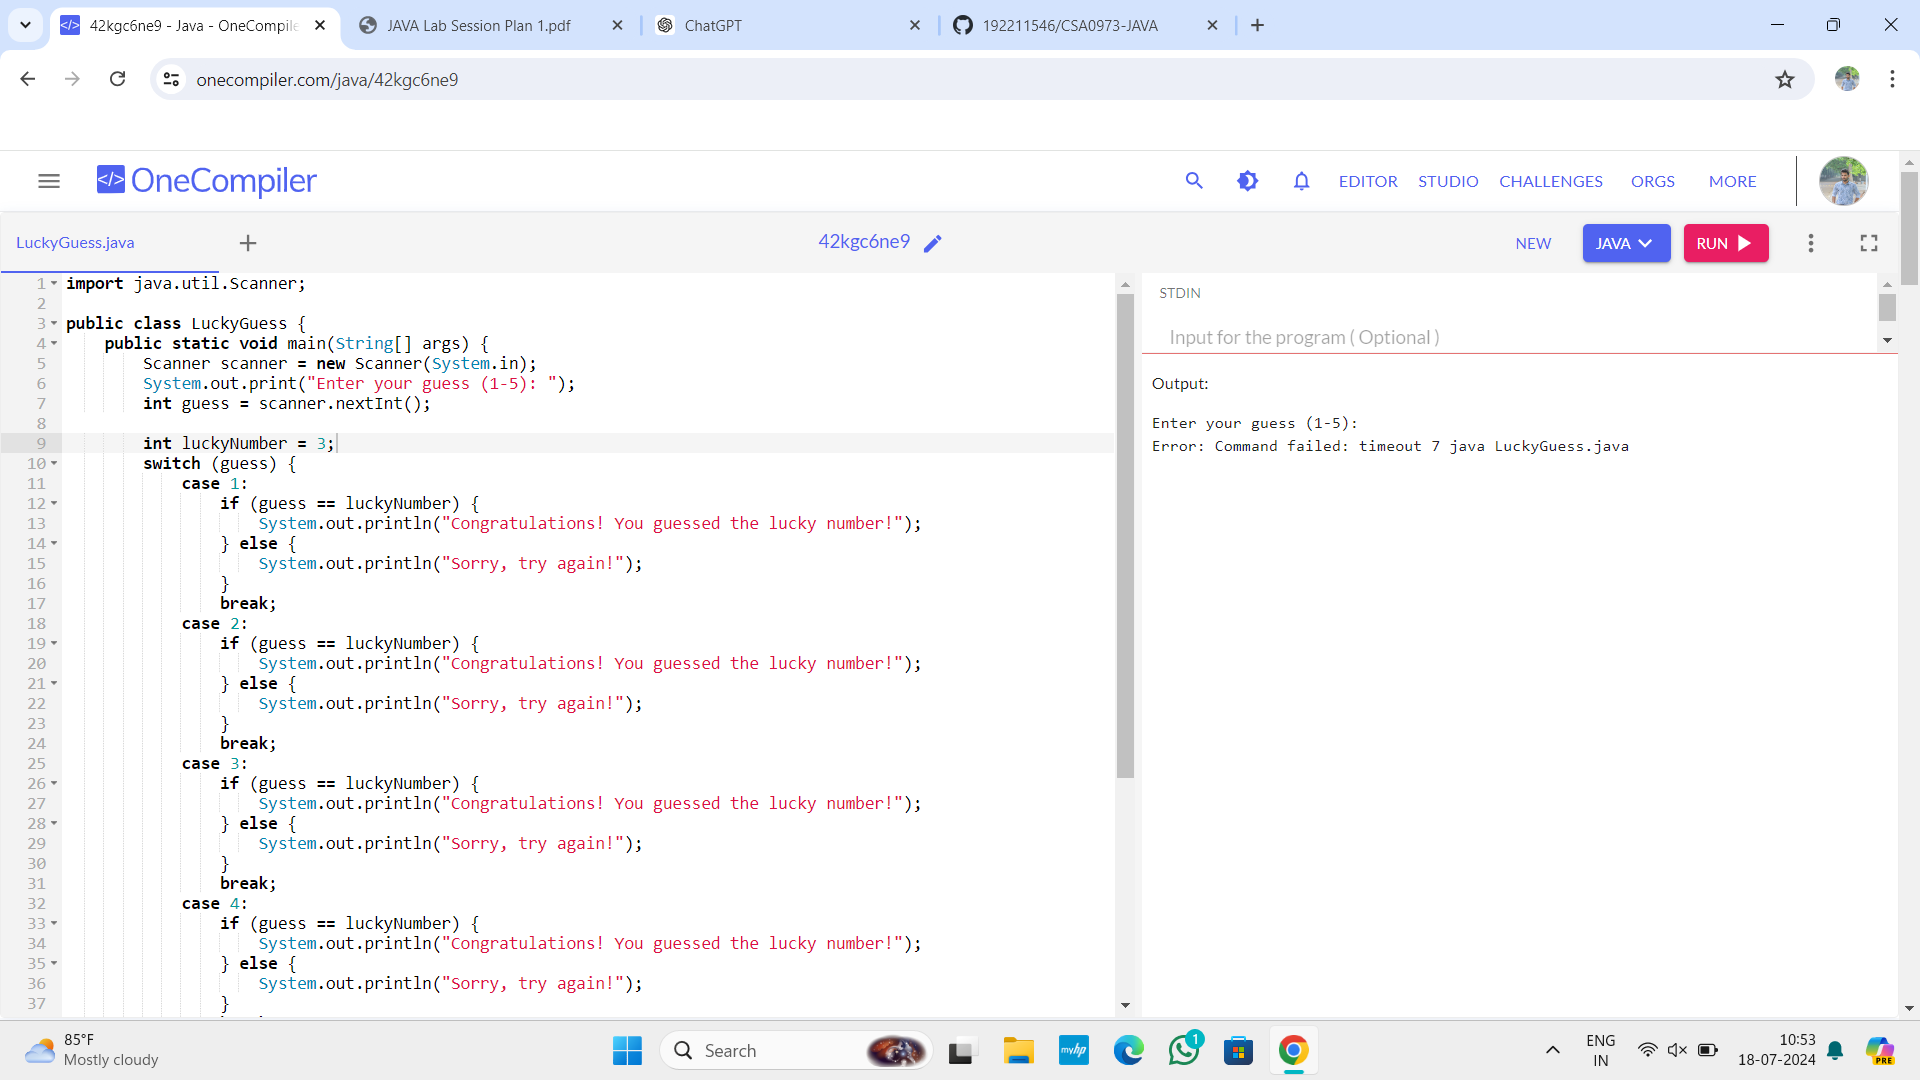 42kgc6ne9 - Java - OneCompile
JAVA Lab Session Plan 1.pdf
ChatGPT
192211546/CSA0973-JAVA
onecompiler.com/java/42kgc6ne9
</> OneCompiler
EDITOR STUDIO CHALLENGES ORGS MORE
LuckyGuess.java
42kgc6ne9
NEW JAVA RUN
1 import java.util.Scanner;
2
3 public class LuckyGuess {
4 public static void main(String[] args) {
5 Scanner scanner = new Scanner(System.in);
6 System.out.print("Enter your guess (1-5): ");
7 int guess = scanner.nextInt();
8
9 int luckyNumber = 3;
10 switch (guess) {
11 case 1:
12 if (guess == luckyNumber) {
13 System.out.println("Congratulations! You guessed the lucky number!");
14 } else {
15 System.out.println("Sorry, try again!");
16 }
17 break;
18 case 2:
19 if (guess == luckyNumber) {
20 System.out.println("Congratulations! You guessed the lucky number!");
21 } else {
22 System.out.println("Sorry, try again!");
23 }
24 break;
25 case 3:
26 if (guess == luckyNumber) {
27 System.out.println("Congratulations! You guessed the lucky number!");
28 } else {
29 System.out.println("Sorry, try again!");
30 }
31 break;
32 case 4:
33 if (guess == luckyNumber) {
34 System.out.println("Congratulations! You guessed the lucky number!");
35 } else {
36 System.out.println("Sorry, try again!");
37 }
STDIN
Input for the program ( Optional )
Output:
Enter your guess (1-5):
Error: Command failed: timeout 7 java LuckyGuess.java
85°F
Mostly cloudy
Search
myhp
1
ENG
IN
10:53
18-07-2024
PRE